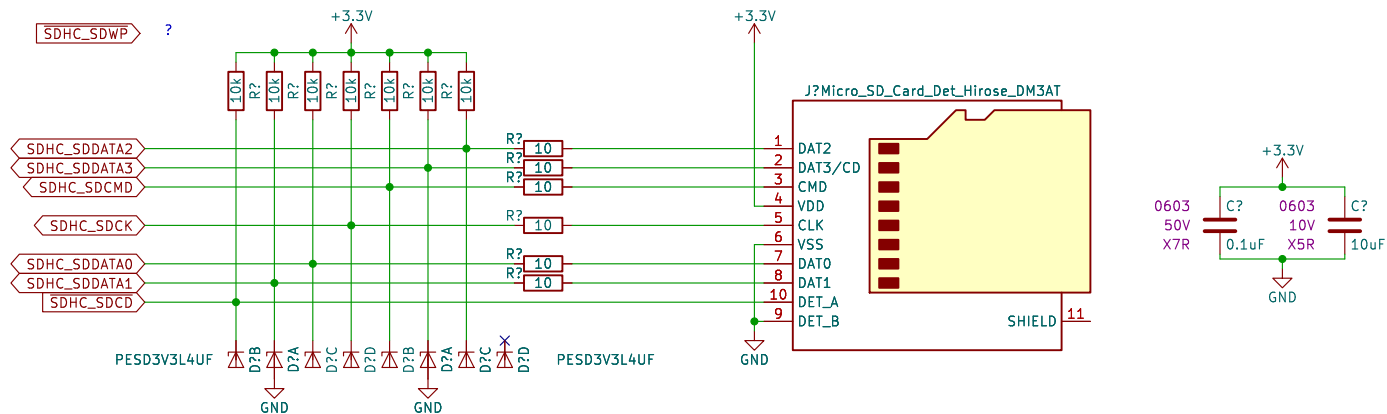 SDHC_SDWP
?
+3.3V
+3.3V
10k
R?
10k
R?
10k
R?
10k
R?
10k
R?
10k
R?
10k
J?Micro_SD_Card_Det_Hirose_DM3AT
SDHC_SDDATA2
R?
10
1
DAT2
SDHC_SDDATA3
R?
10
2
DAT3/CD
SDHC_SDCMD
R?
10
3
CMD
4
VDD
SDHC_SDCK
R?
10
5
CLK
6
VSS
SDHC_SDDATA0
R?
10
7
DAT0
SDHC_SDDATA1
R?
10
8
DAT1
SDHC_SDCD
10
DET_A
9
DET_B
SHIELD
11
GND
+3.3V
0603
50V
X7R
C?
0.1uF
0603
10V
X5R
C?
10uF
GND
PESD3V3L4UF
D?B
D?A
D?C
D?D
D?B
D?A
D?C
D?D
PESD3V3L4UF
GND
GND